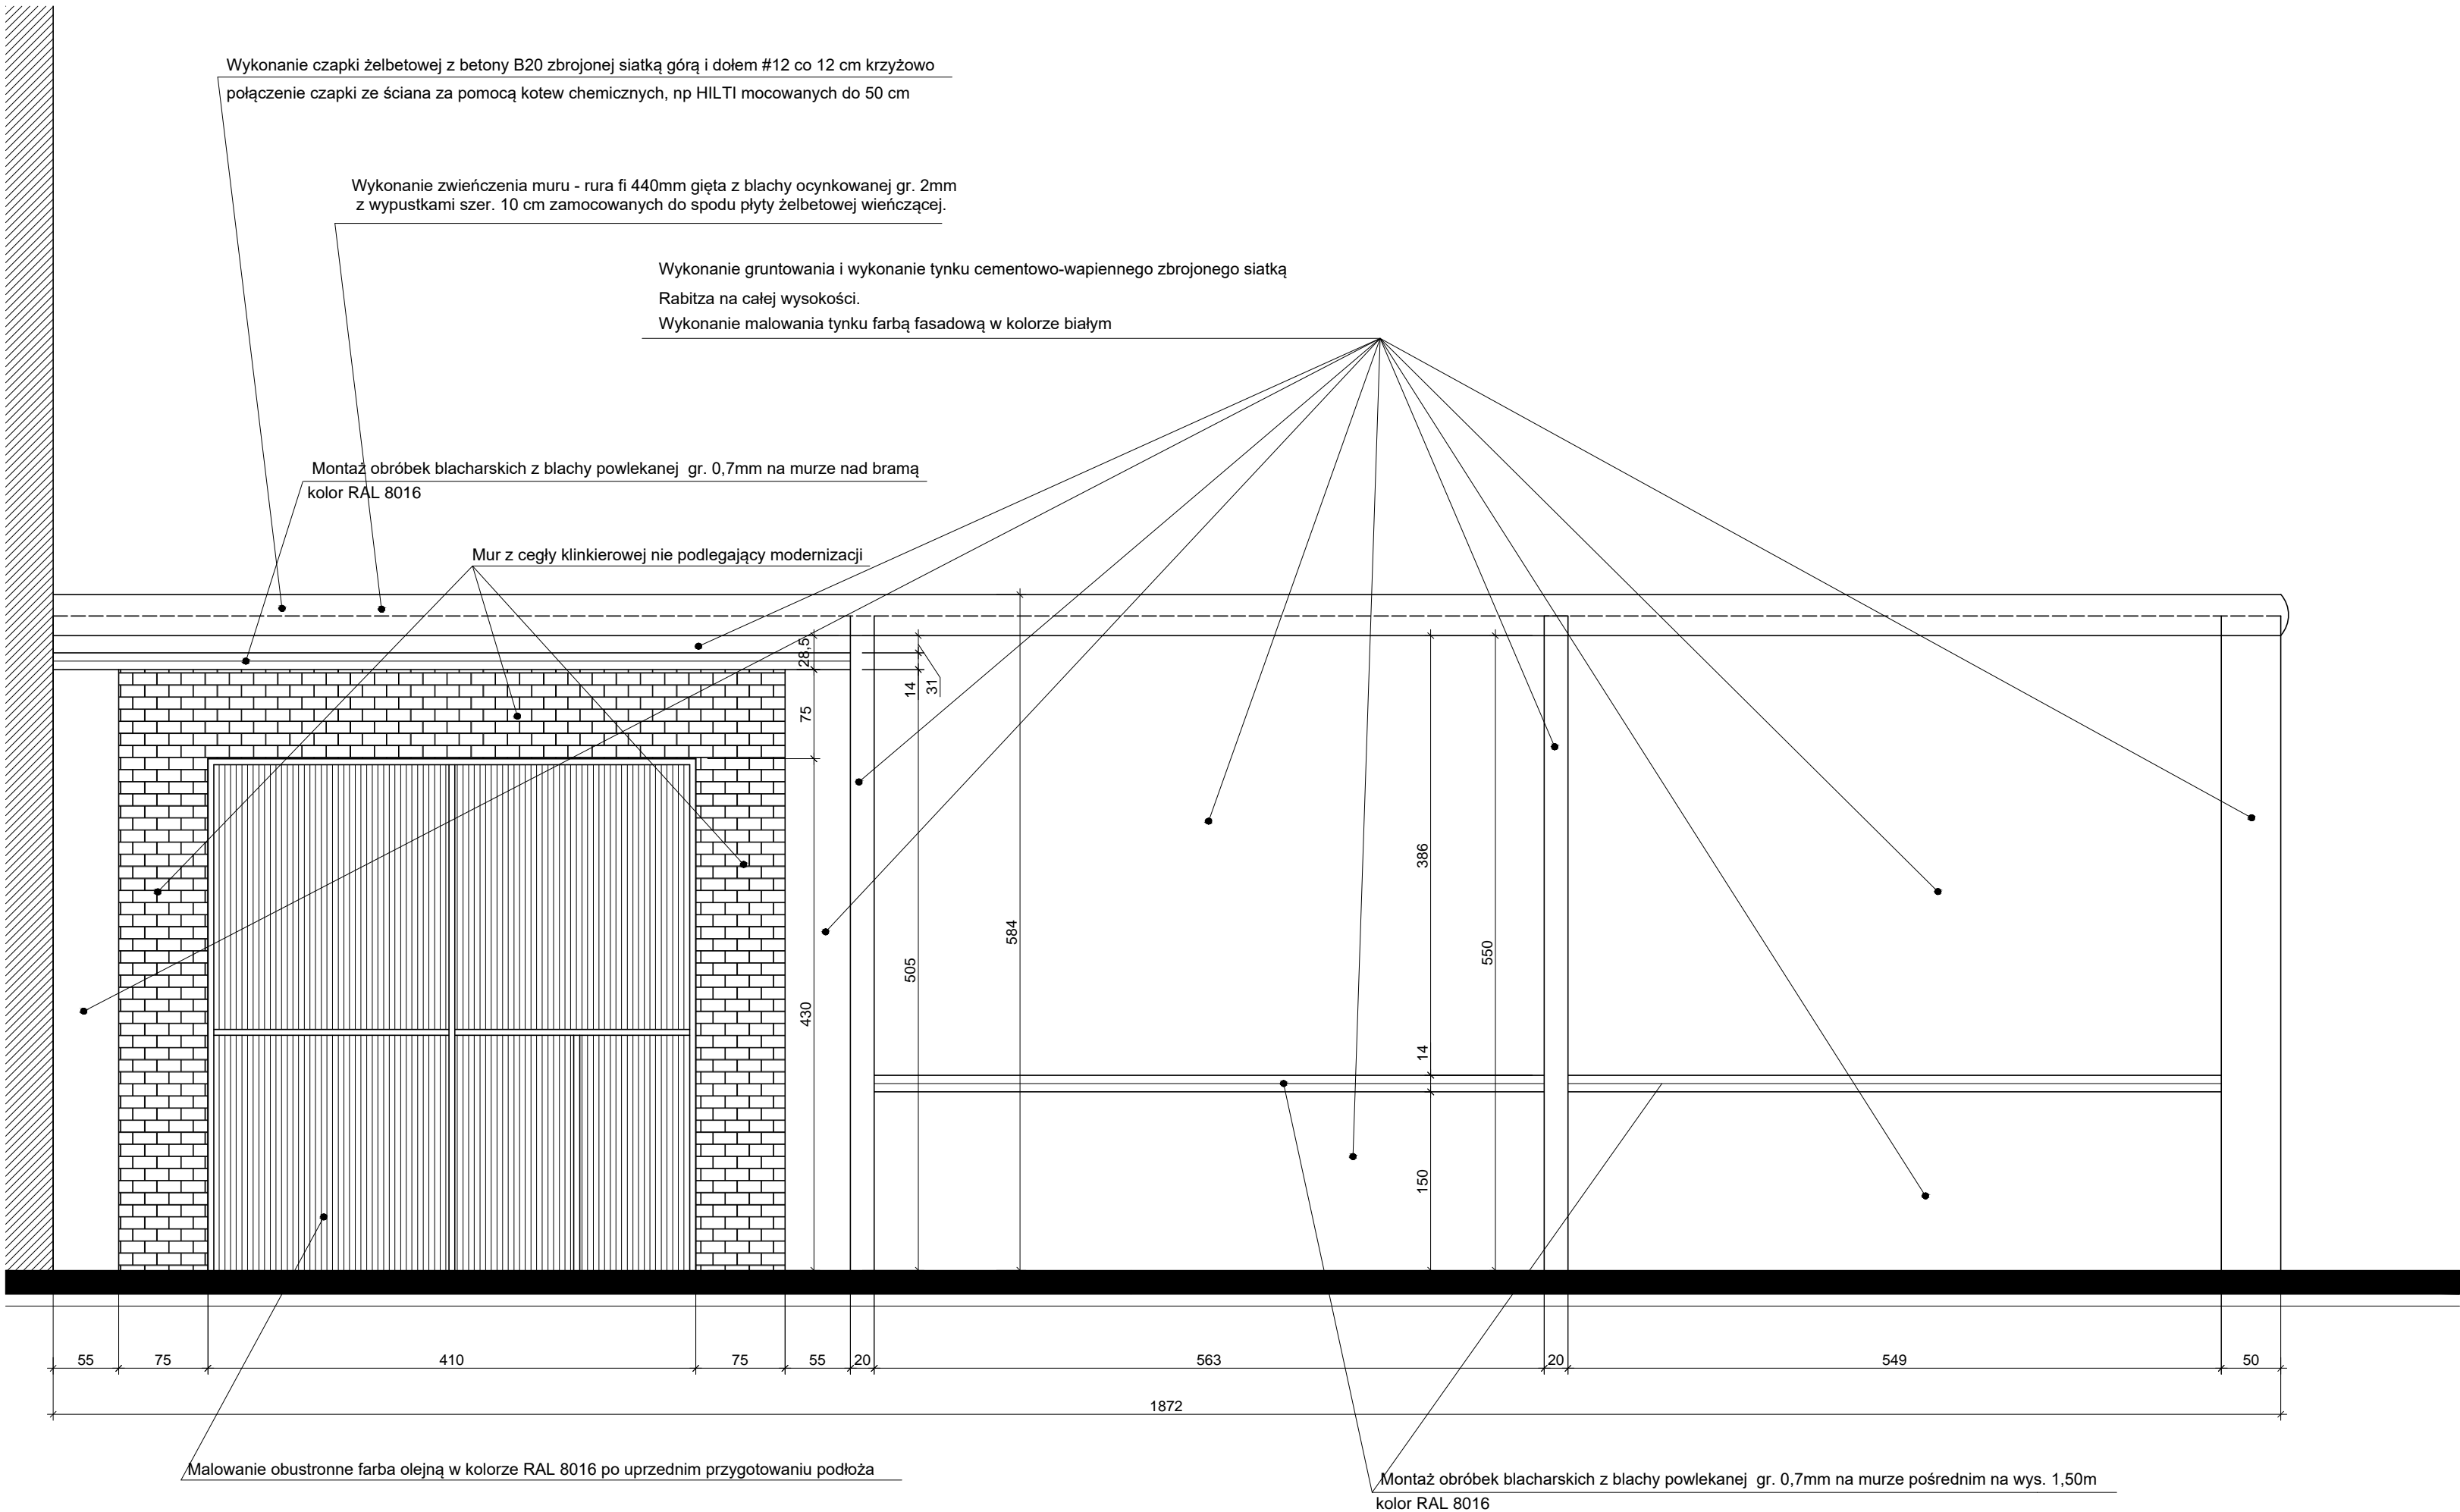 Wykonanie czapki żelbetowej z betony B20 zbrojonej siatką górą i dołem #12 co 12 cm krzyżowo
połączenie czapki ze ściana za pomocą kotew chemicznych, np HILTI mocowanych do 50 cm
Wykonanie zwieńczenia muru - rura fi 440mm gięta z blachy ocynkowanej gr. 2mm
z wypustkami szer. 10 cm zamocowanych do spodu płyty żelbetowej wieńczącej.
Wykonanie gruntowania i wykonanie tynku cementowo-wapiennego zbrojonego siatką
Rabitza na całej wysokości.
Wykonanie malowania tynku farbą fasadową w kolorze białym
Montaż obróbek blacharskich z blachy powlekanej gr. 0,7mm na murze nad bramą
kolor RAL 8016
Mur z cegły klinkierowej nie podlegający modernizacji
28,5
75
430
14
31
505
584
386
14
150
550
55
75
410
75
55
20
563
20
549
50
1872
Malowanie obustronne farba olejną w kolorze RAL 8016 po uprzednim przygotowaniu podłoża
Montaż obróbek blacharskich z blachy powlekanej gr. 0,7mm na murze pośrednim na wys. 1,50m
kolor RAL 8016